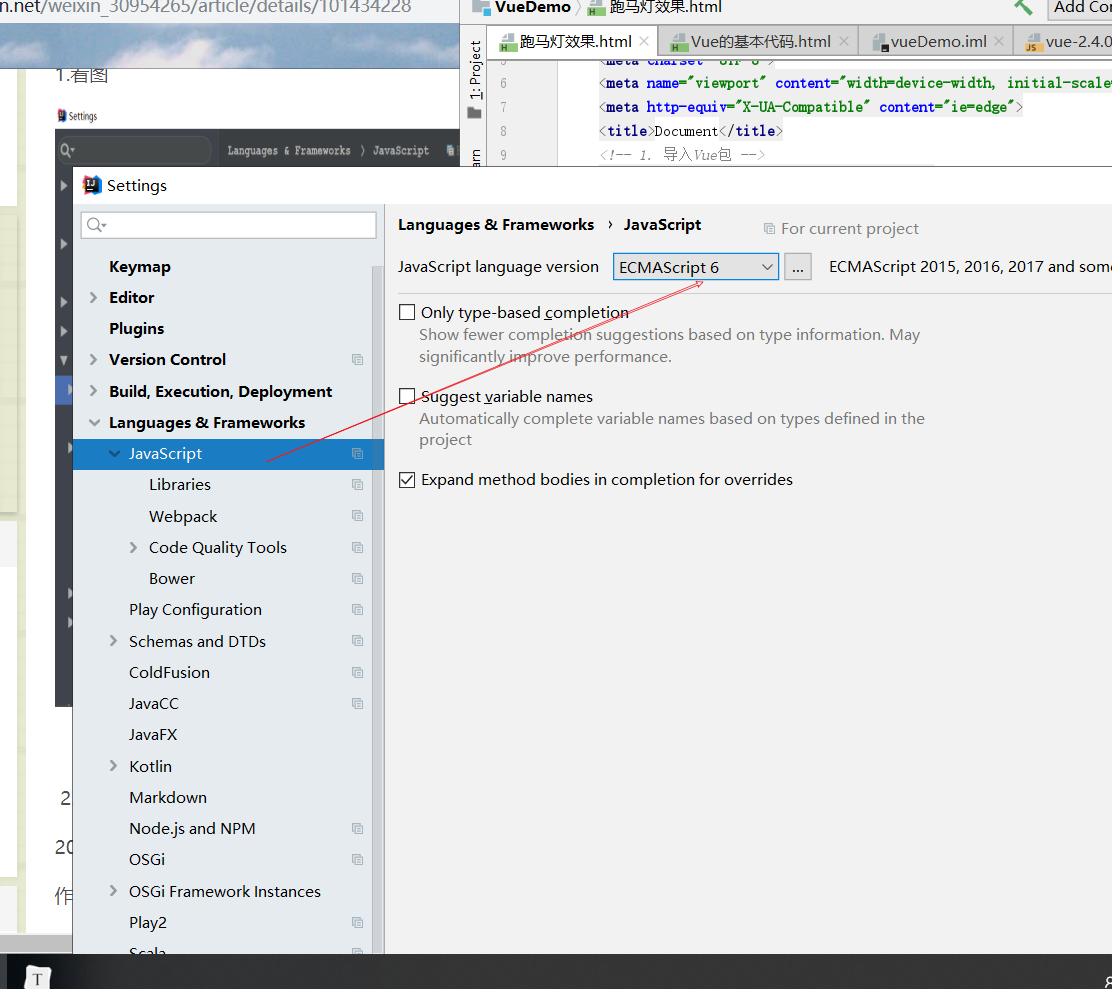 n.net/weixin_30954265/article/details/101434228
VueDemo
跑马灯效果.html
Add Con
跑马灯效果.html
Vue的基本代码.html
vueDemo.iml
vue-2.4.0
1.看图
1: Project
5 <meta charset="UTF-8">
6 <meta name="viewport" content="width=device-width, initial-scale=
7 <meta http-equiv="X-UA-Compatible" content="ie=edge">
8 <title>Document</title>
9 <!-- 1. 导入Vue包 -->
Settings
Languages & Frameworks 〉 JavaScript
Settings
Keymap
Editor
Plugins
Version Control
Build, Execution, Deployment
Languages & Frameworks
JavaScript
Libraries
Webpack
Code Quality Tools
Bower
Play Configuration
Schemas and DTDs
ColdFusion
JavaCC
JavaFX
Kotlin
Markdown
Node.js and NPM
OSGi
OSGi Framework Instances
Play2
Scala
Languages & Frameworks › JavaScript
For current project
JavaScript language version
ECMAScript 6
...
ECMAScript 2015, 2016, 2017 and some
Only type-based completion
Show fewer completion suggestions based on type information. May
significantly improve performance.
Suggest variable names
Automatically complete variable names based on types defined in the
project
Expand method bodies in completion for overrides
2
20
作
T